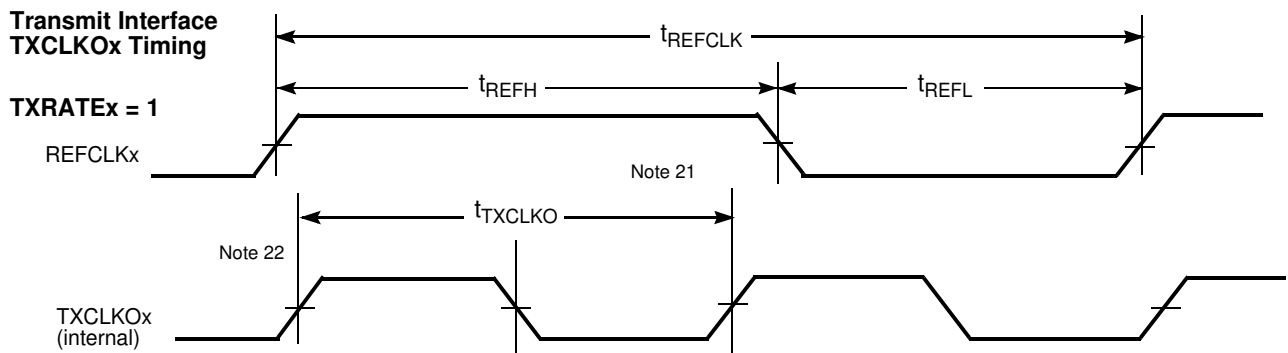 Transmit Interface
TXCLKOx Timing
tREFCLK
tREFH
tREFL
TXRATEx = 1
REFCLKx
Note 21
tTXCLKO
Note 22
TXCLKOx
(internal)